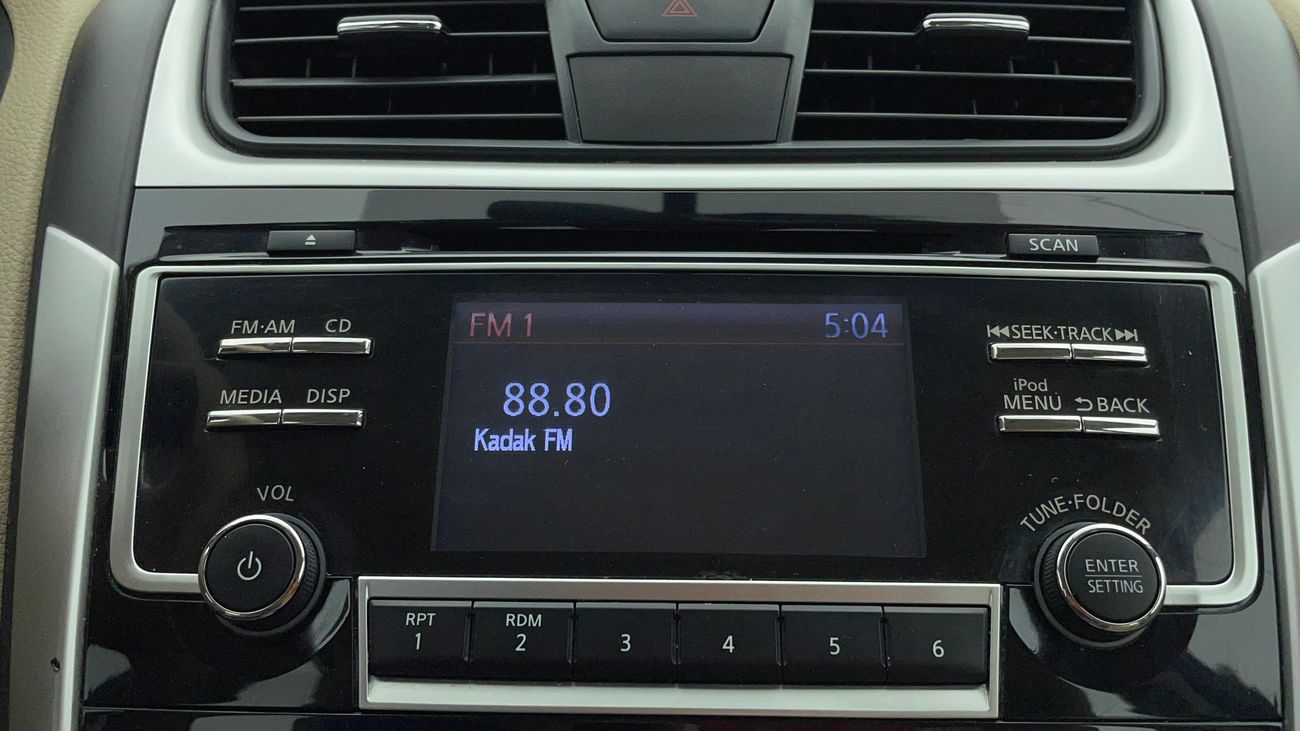 SCAN
FM·AM CD
FM 1 5:04
SEEK·TRACK
88.80
iPod
MEDIA DISP
MENU BACK
Kadak FM
VOL
TUNE·FOLDER
ENTER
SETTING
RPT RDM
1 2 3 4 5 6